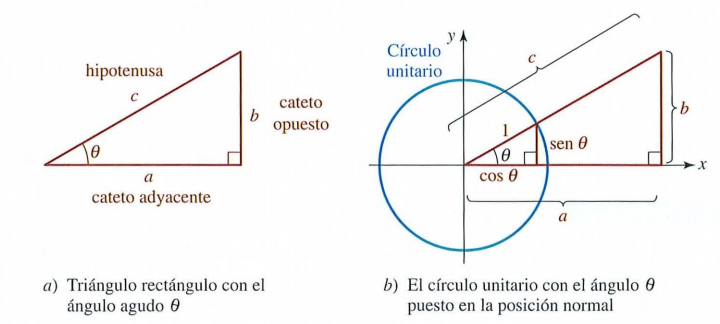 hipotenusa
c
θ
b
cateto
opuesto
a
cateto adyacente
a) Triángulo rectángulo con el
ángulo agudo θ
y
Círculo
unitario
c
1
θ
sen θ
cos θ
b
x
a
b) El círculo unitario con el ángulo θ
puesto en la posición normal